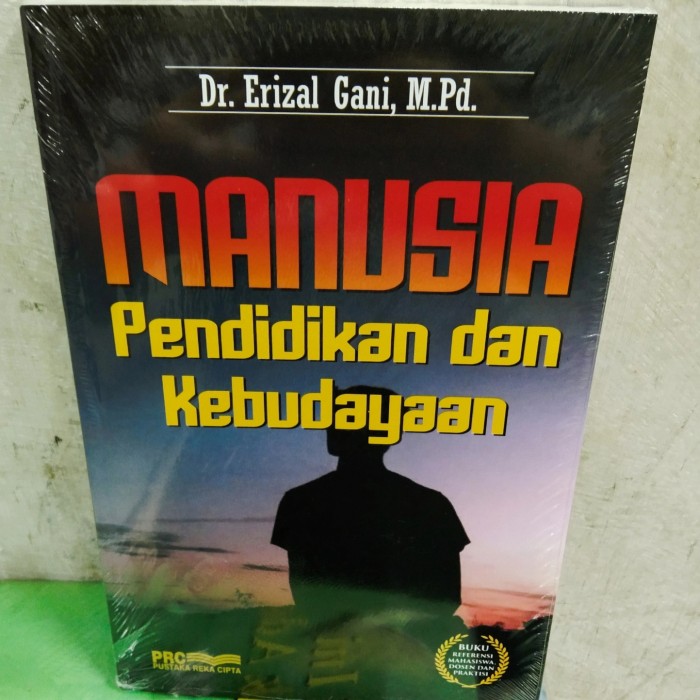 Dr. Erizal Gani, M.Pd.
MANUSIA
Pendidikan dan
Kebudayaan
PRC
PUSTAKA REKA CIPTA
BUKU
REFERENSI
MAHASISWA,
DOSEN DAN
PRAKTISI